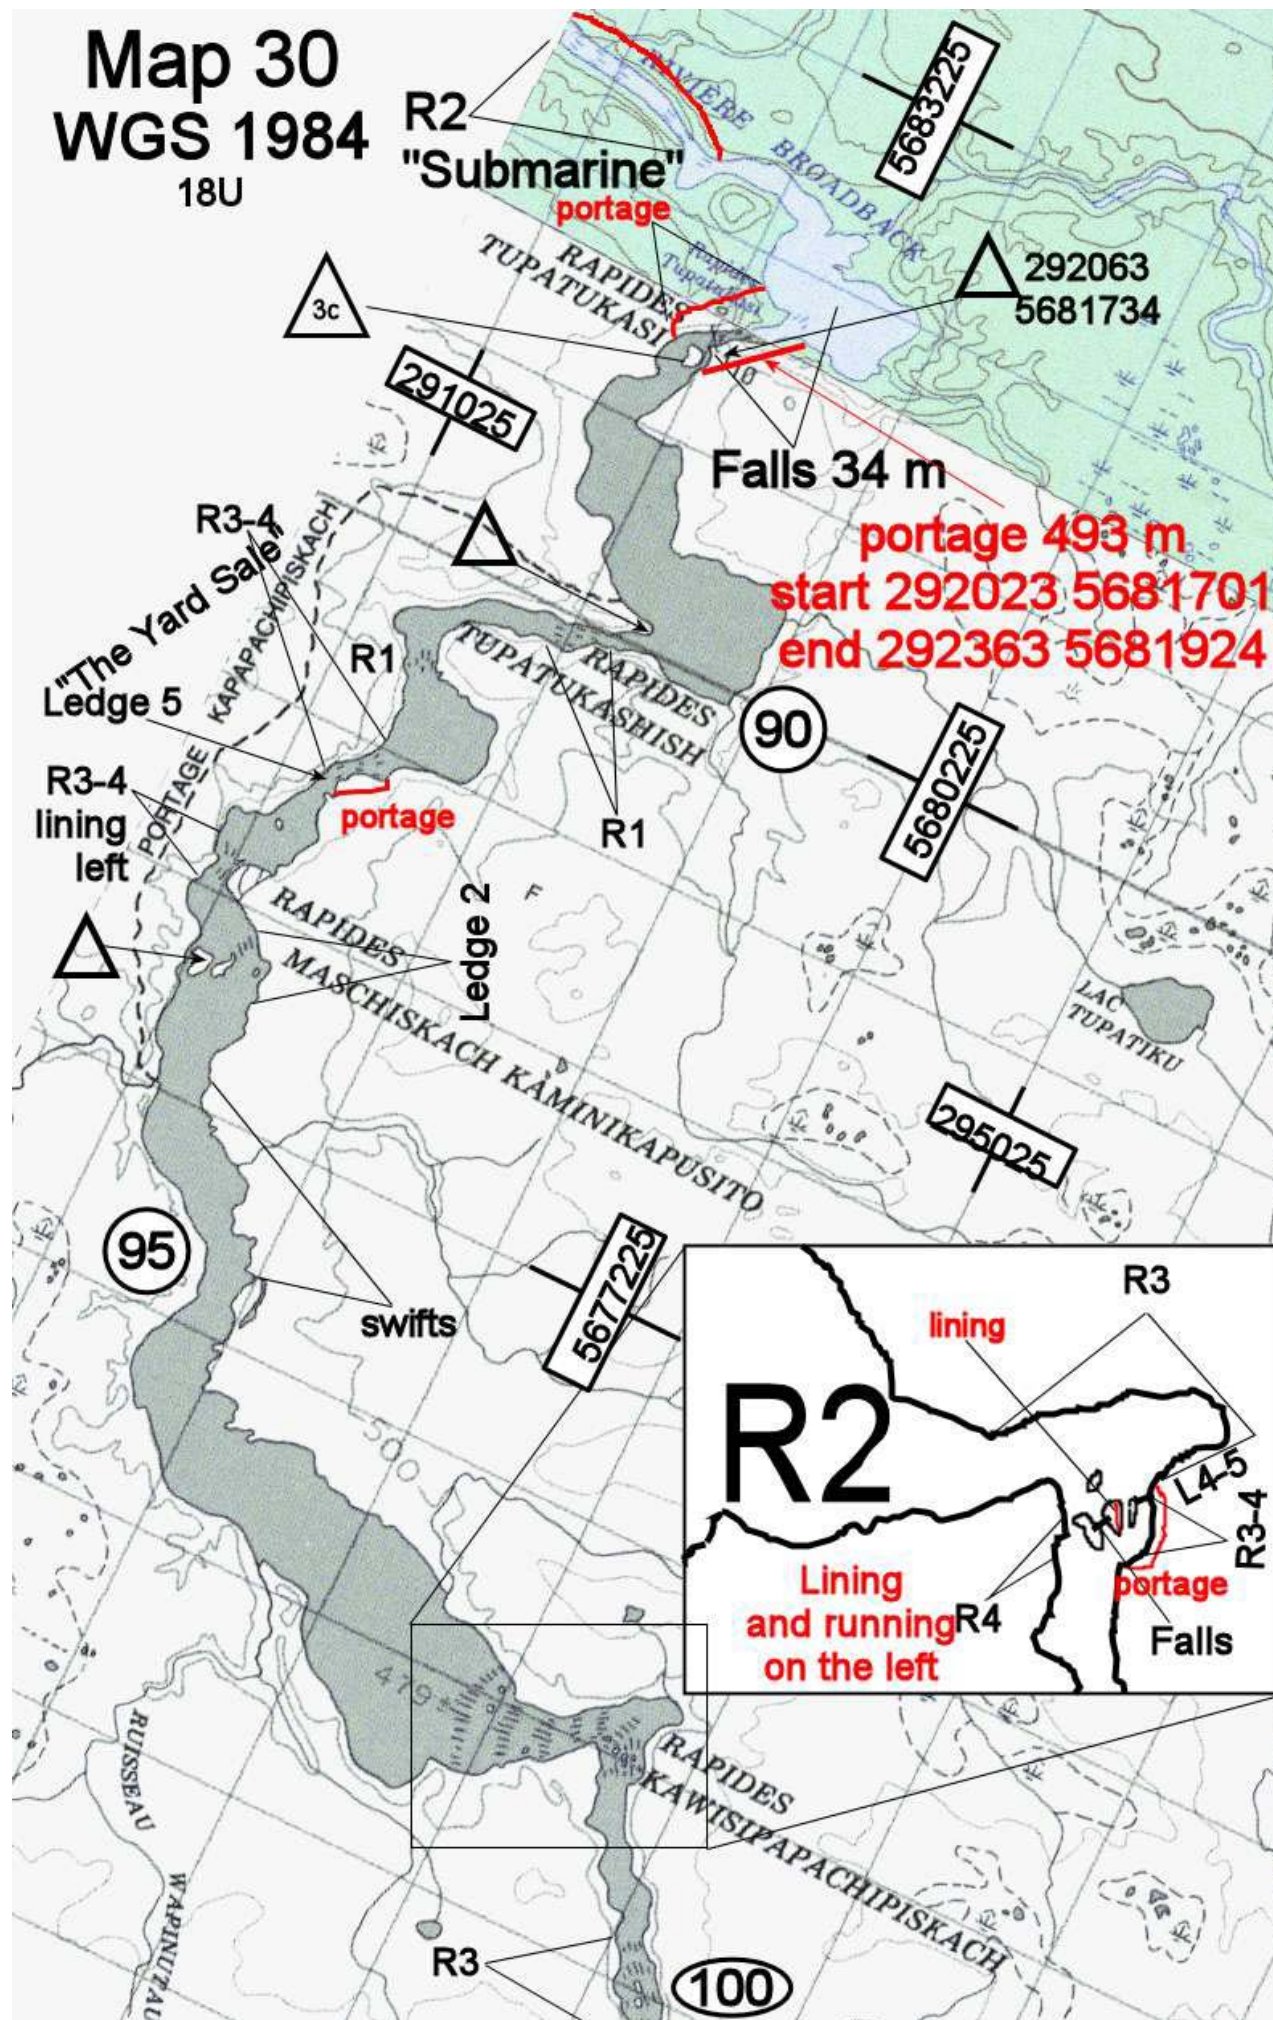 Map 30
WGS 1984
18U
R2
"Submarine"
portage
RIVIÈRE BROADBACK
5683225
RAPIDES
TUPATUKASI
Rapides
Tupatukasi
3c
292063
5681734
291025
10
Falls 34 m
portage 493 m
start 292023 5681701
end 292363 5681924
R3-4
"The Yard Sale"
PORTAGE KAPAPACHIPISKACH
R1
Ledge 5
RAPIDES
TUPATUKASHISH
90
5680225
R3-4
lining
left
portage
R1
Ledge 2
F
RAPIDES
MASCHISKACH KAMINIKAPUSITO
LAC
TUPATIKU
295025
95
swifts
5677225
500
R3
lining
R2
L4-5
R3-4
Lining
and running
on the left
R4
portage
Falls
479
RUISSEAU
WAPINUTAU
RAPIDES
KAWISIPAPACHIPISKACH
R3
100